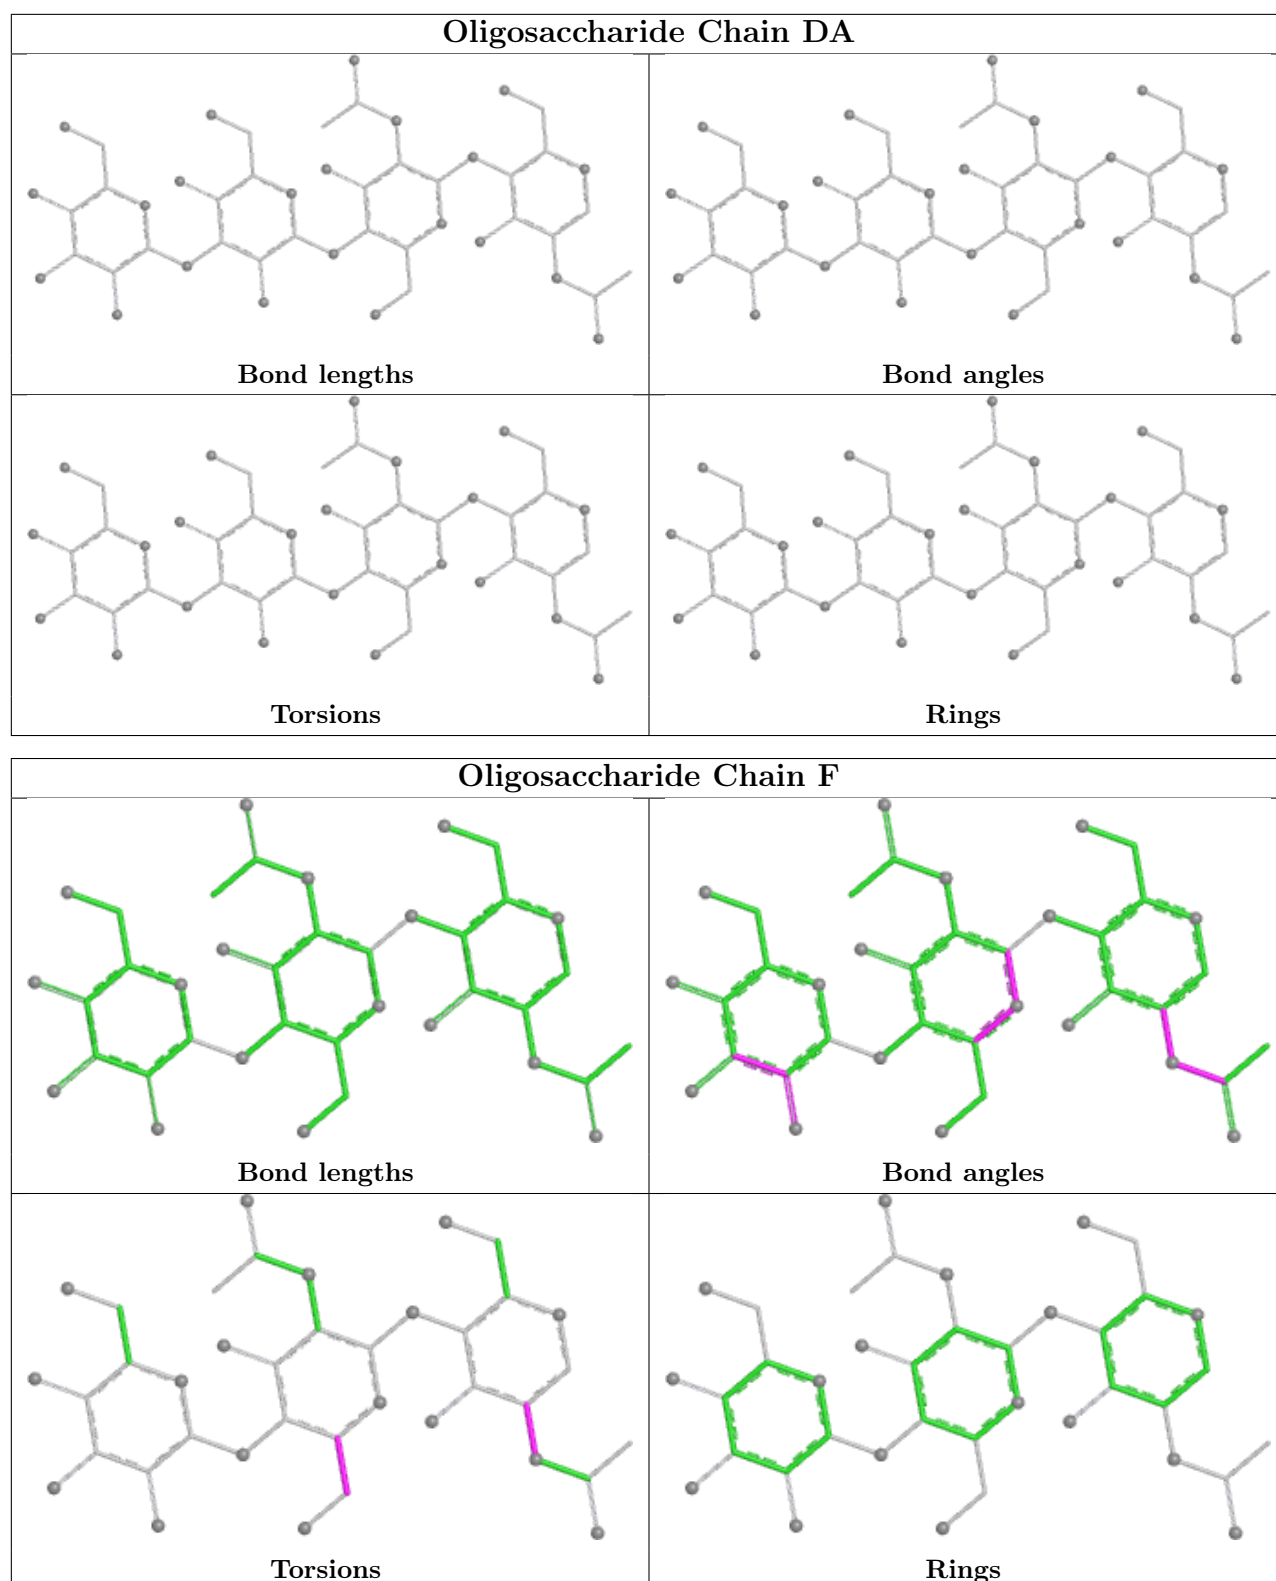 Oligosaccharide Chain DA
Bond lengths
Bond angles
Torsions
Rings
Oligosaccharide Chain F
Bond lengths
Bond angles
Torsions
Rings